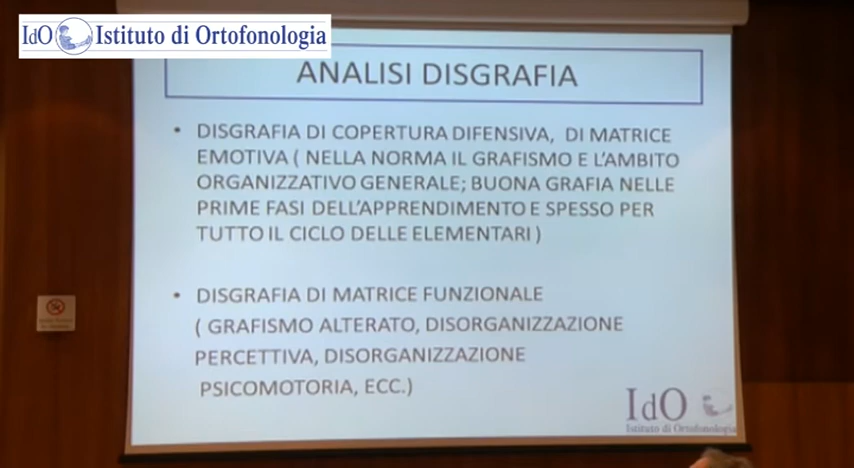 IdO Istituto di Ortofonologia
ANALISI DISGRAFIA
• DISGRAFIA DI COPERTURA DIFENSIVA, DI MATRICE
EMOTIVA ( NELLA NORMA IL GRAFISMO E L'AMBITO
ORGANIZZATIVO GENERALE; BUONA GRAFIA NELLE
PRIME FASI DELL'APPRENDIMENTO E SPESSO PER
TUTTO IL CICLO DELLE ELEMENTARI )
• DISGRAFIA DI MATRICE FUNZIONALE
( GRAFISMO ALTERATO, DISORGANIZZAZIONE
PERCETTIVA, DISORGANIZZAZIONE
PSICOMOTORIA, ECC.)
IdO
Istituto di Ortofonologia